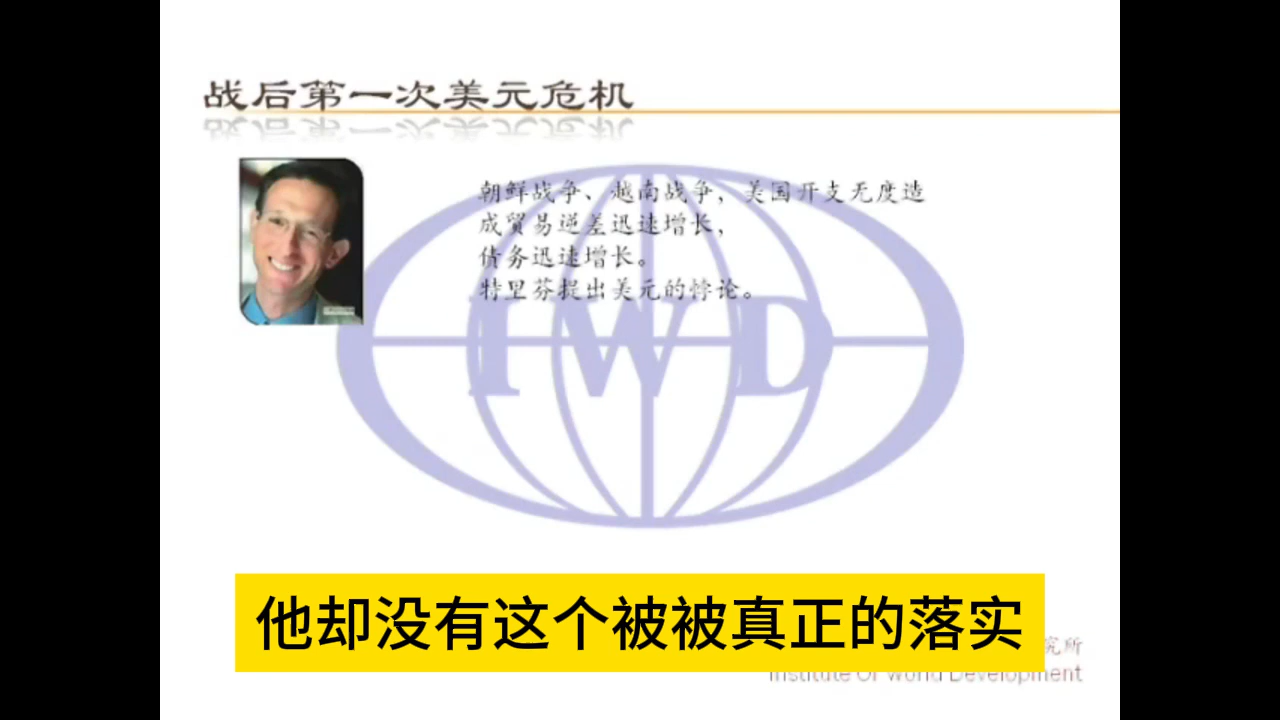 战后第一次美元危机
朝鲜战争、越南战争，美国开支无度造
成贸易逆差迅速增长，
债务迅速增长。
特里芬提出美元的悖论。
IWD
他却没有这个被被真正的落实
究所
Institute Of World Development